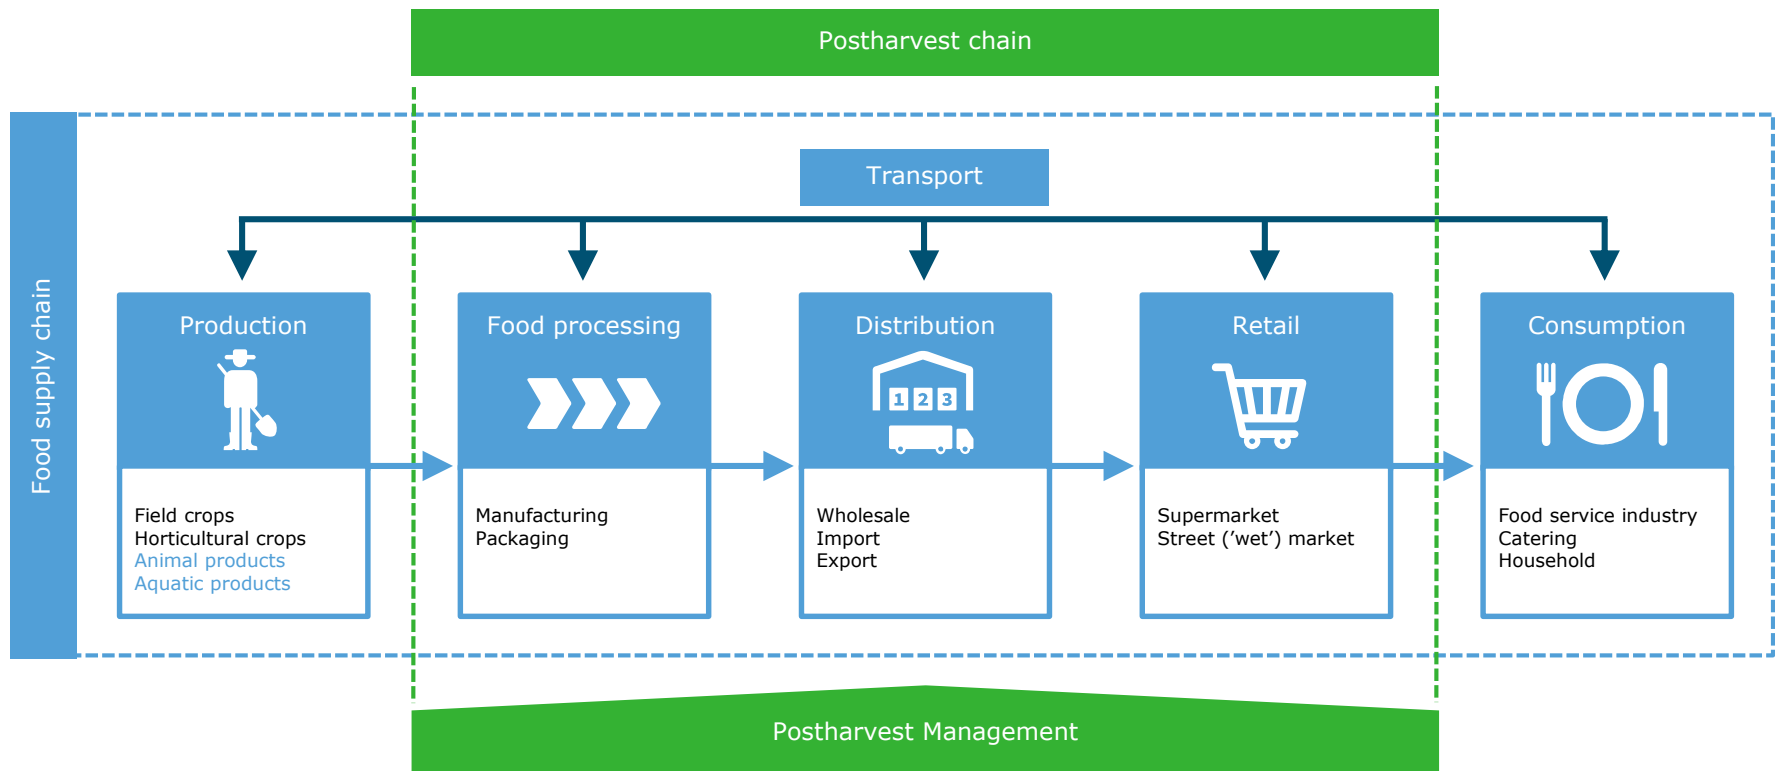 Postharvest chain
Food supply chain
Transport
Production
Field crops
Horticultural crops
Animal products
Aquatic products
Food processing
Manufacturing
Packaging
Distribution
1 2 3
Wholesale
Import
Export
Retail
Supermarket
Street (’wet’) market
Consumption
Food service industry
Catering
Household
Postharvest Management